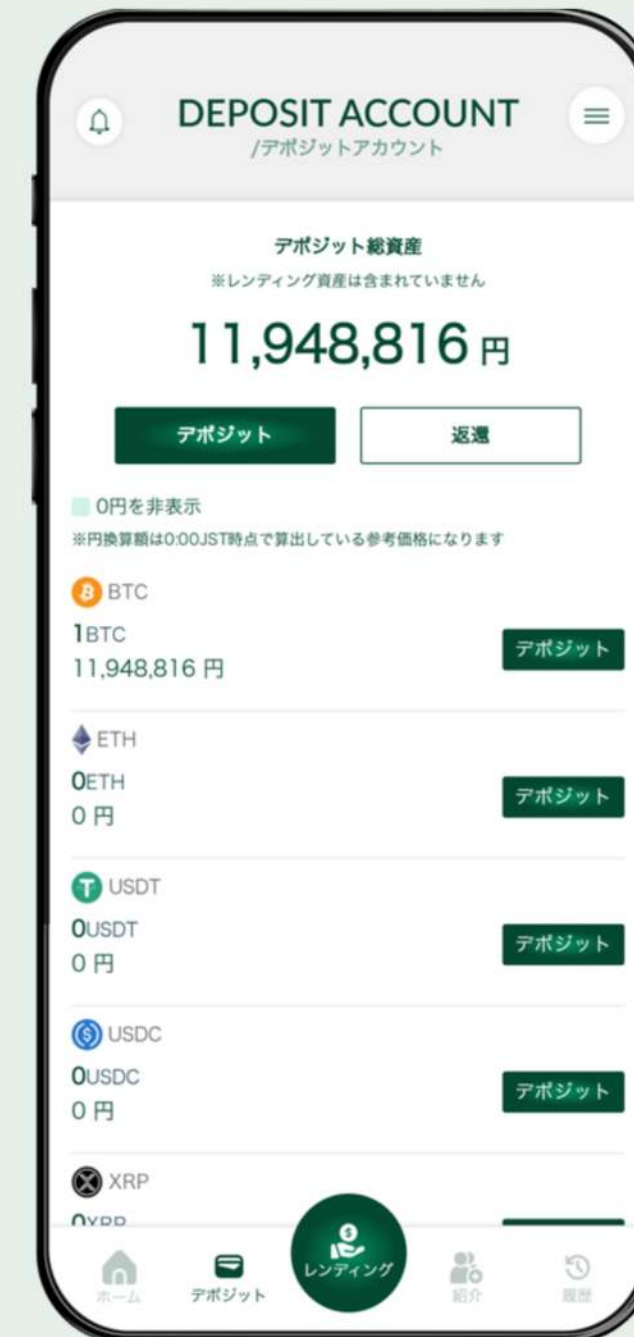 DEPOSIT ACCOUNT
/デポジットアカウント
デポジット総資産
※レンディング資産は含まれていません
11,948,816 円
デポジット
返還
0円を非表示
※円換算額は0:00JST時点で算出している参考価格になります
BTC
1BTC
11,948,816 円
デポジット
ETH
0ETH
0 円
デポジット
USDT
0USDT
0 円
デポジット
USDC
0USDC
0 円
デポジット
XRP
0XRP
ホーム
デポジット
レンディング
紹介
履歴